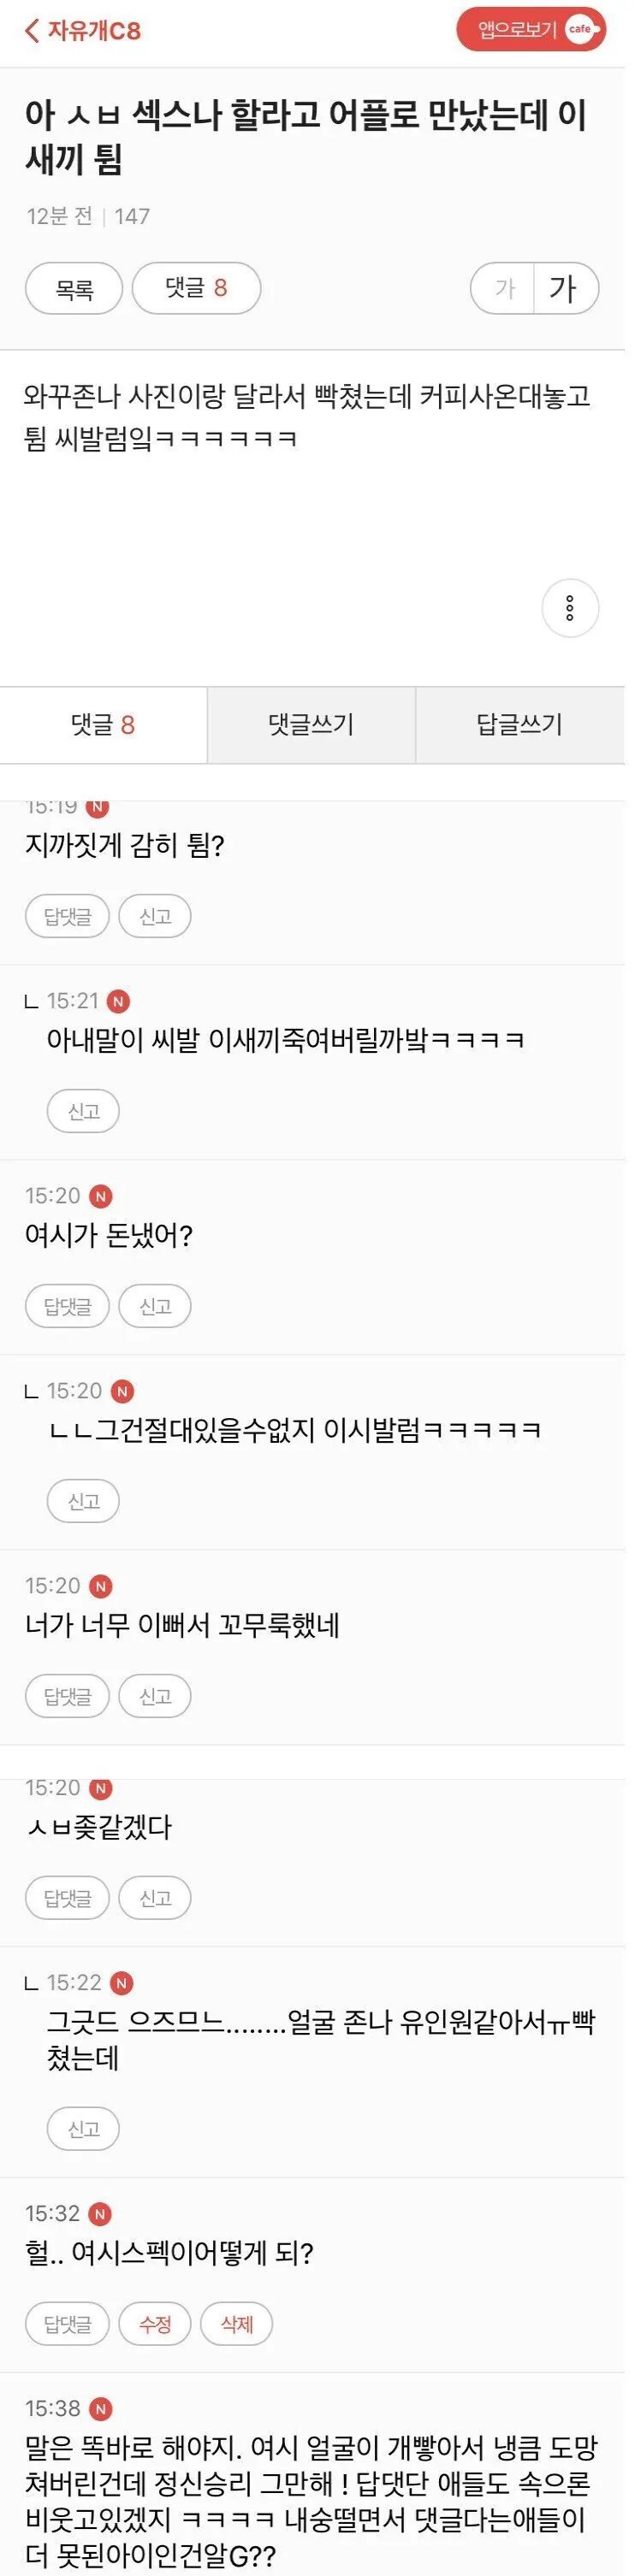 자유개C8
앱으로보기 cafe
아 ㅅㅂ 섹스나 할라고 어플로 만났는데 이
새끼 튐
12분 전 | 147
목록 댓글 8 가 가
와꾸존나 사진이랑 달라서 빡쳤는데 커피사온대놓고
튐 씨발럼잌ㅋㅋㅋㅋㅋㅋ
댓글 8 댓글쓰기 답글쓰기
15:19 N
지까짓게 감히 튐?
답댓글 신고
ㄴ 15:21 N
아내말이 씨발 이새끼죽여버릴까밬ㅋㅋㅋㅋ
신고
15:20 N
여시가 돈냈어?
답댓글 신고
ㄴ 15:20 N
ㄴㄴ그건절대있을수없지 이시발럼ㅋㅋㅋㅋㅋ
신고
15:20 N
너가 너무 이뻐서 꼬무룩했네
답댓글 신고
15:20 N
ㅅㅂ좆같겠다
답댓글 신고
ㄴ 15:22 N
그긋드 으즈므느........얼굴 존나 유인원같아서ㅠ빡
쳤는데
신고
15:32 N
헐.. 여시스펙이어떻게 되?
답댓글 수정 삭제
15:38 N
말은 똑바로 해야지. 여시 얼굴이 개빻아서 냉큼 도망
쳐버린건데 정신승리 그만해 ! 답댓단 애들도 속으론
비웃고있겠지 ㅋㅋㅋㅋ 내숭떨면서 댓글다는애들이
더 못된아이인건알G??